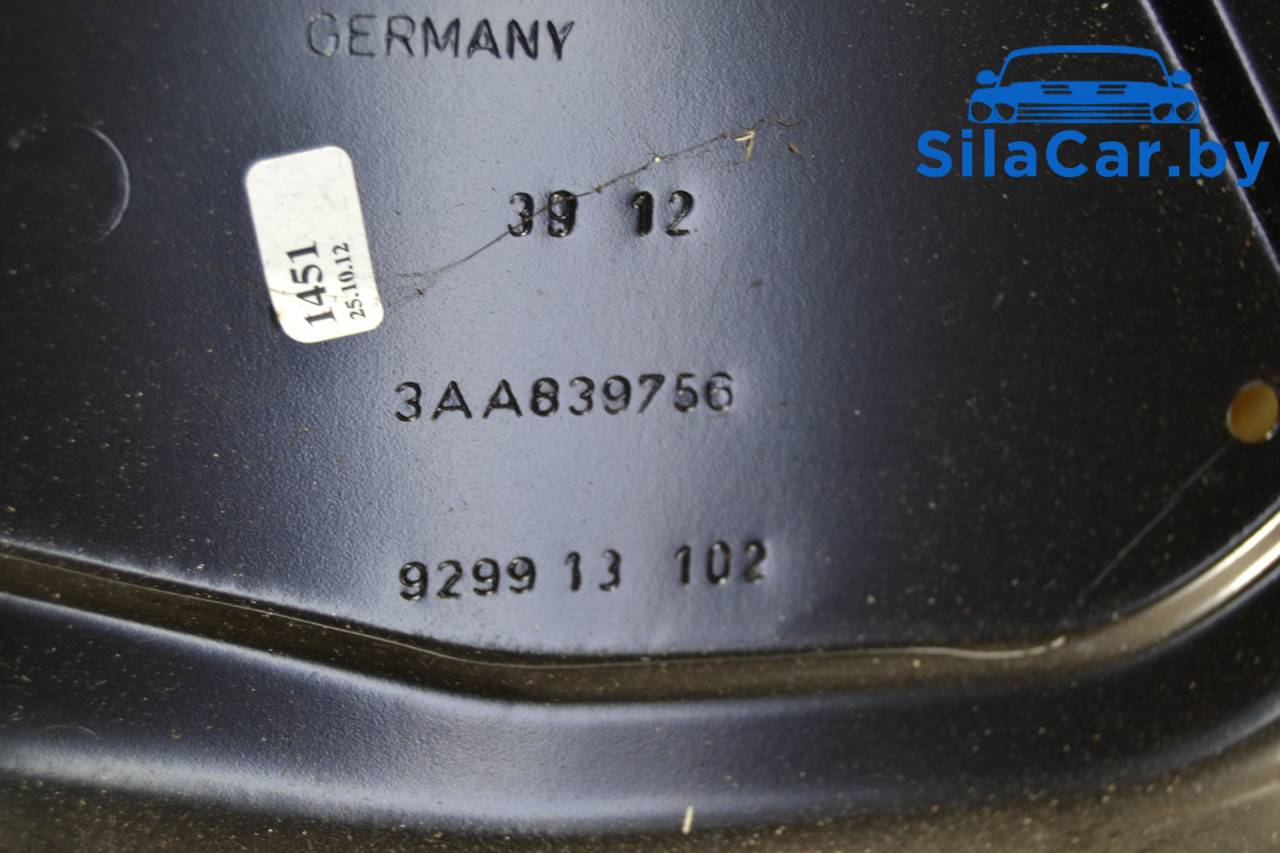 GERMANY
SilaCar.by
1451
25.10.12
39 12
3AA839756
9299 13 102